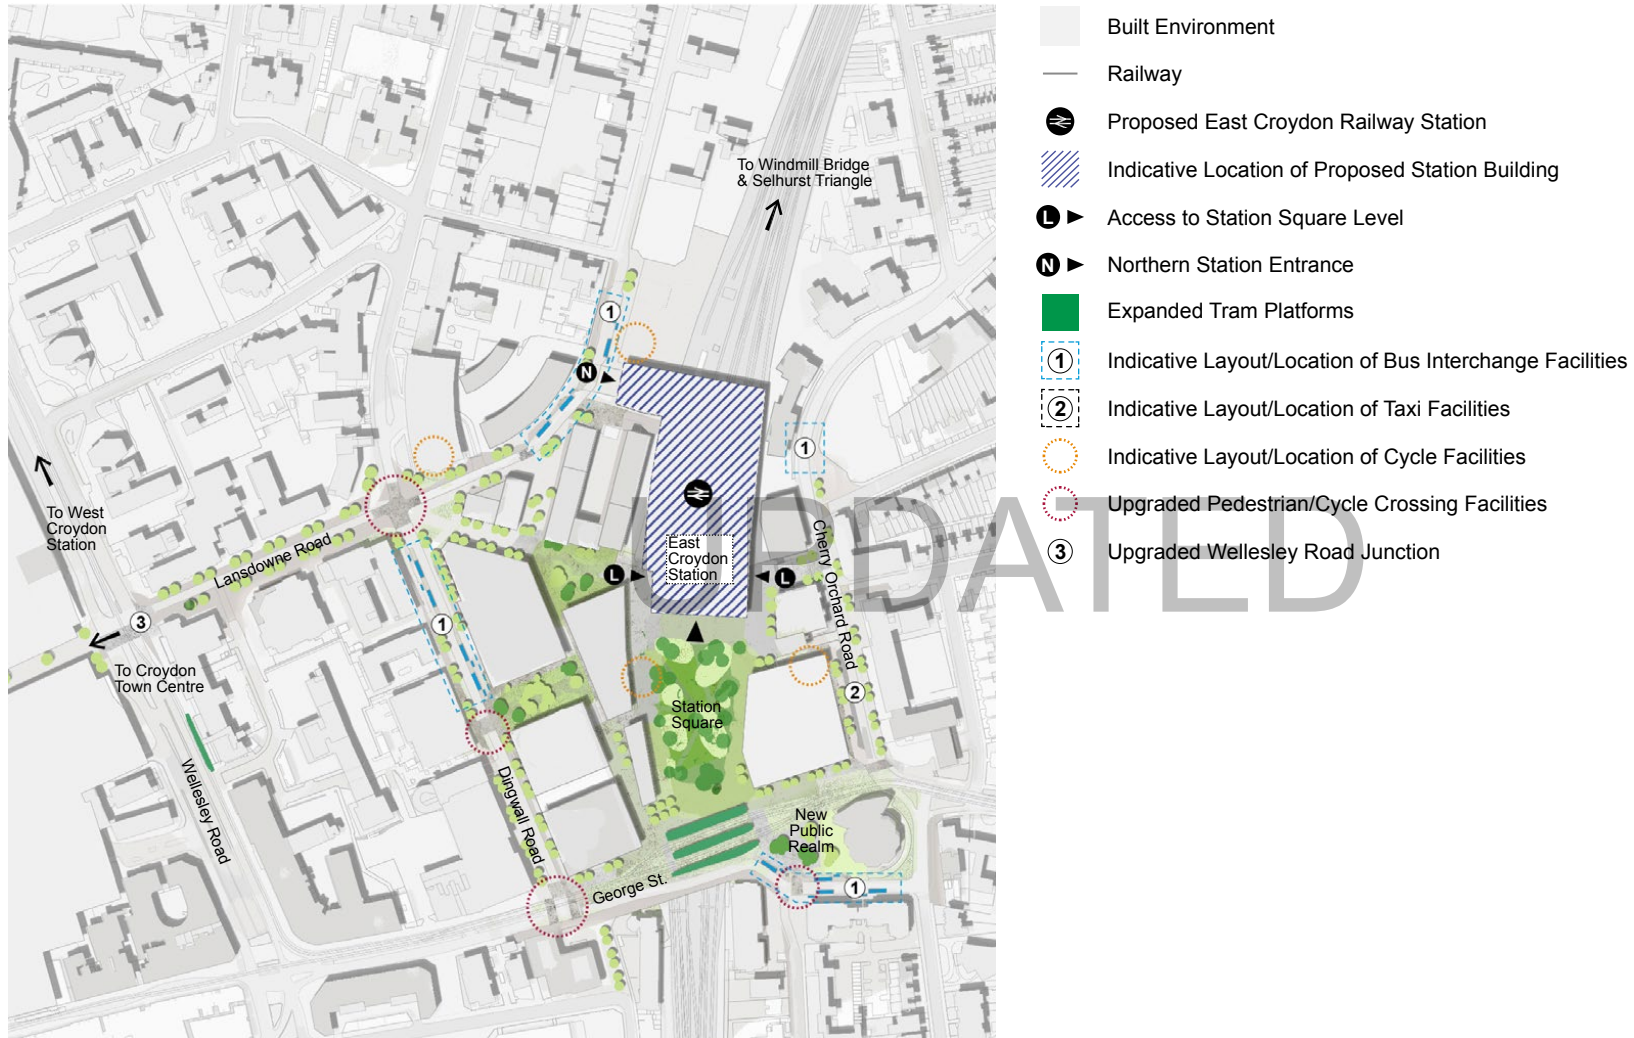 To Windmill Bridge
& Selhurst Triangle
1
N
1
To West
Croydon
Station
Lansdowne Road
East
Croydon
Station
L
L
Cherry Orchard Road
3
1
To Croydon
Town Centre
2
Station
Square
Wellesley Road
Dingwall Road
New
Public
Realm
George St.
1
Built Environment
Railway
Proposed East Croydon Railway Station
Indicative Location of Proposed Station Building
L Access to Station Square Level
N Northern Station Entrance
Expanded Tram Platforms
1 Indicative Layout/Location of Bus Interchange Facilities
2 Indicative Layout/Location of Taxi Facilities
Indicative Layout/Location of Cycle Facilities
Upgraded Pedestrian/Cycle Crossing Facilities
3 Upgraded Wellesley Road Junction
UPDATED